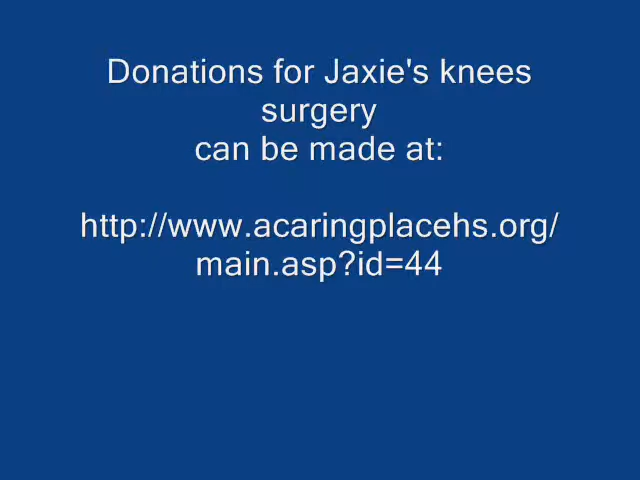 Donations for Jaxie's knees
surgery
can be made at:
http://www.acaringplacehs.org/
main.asp?id=44